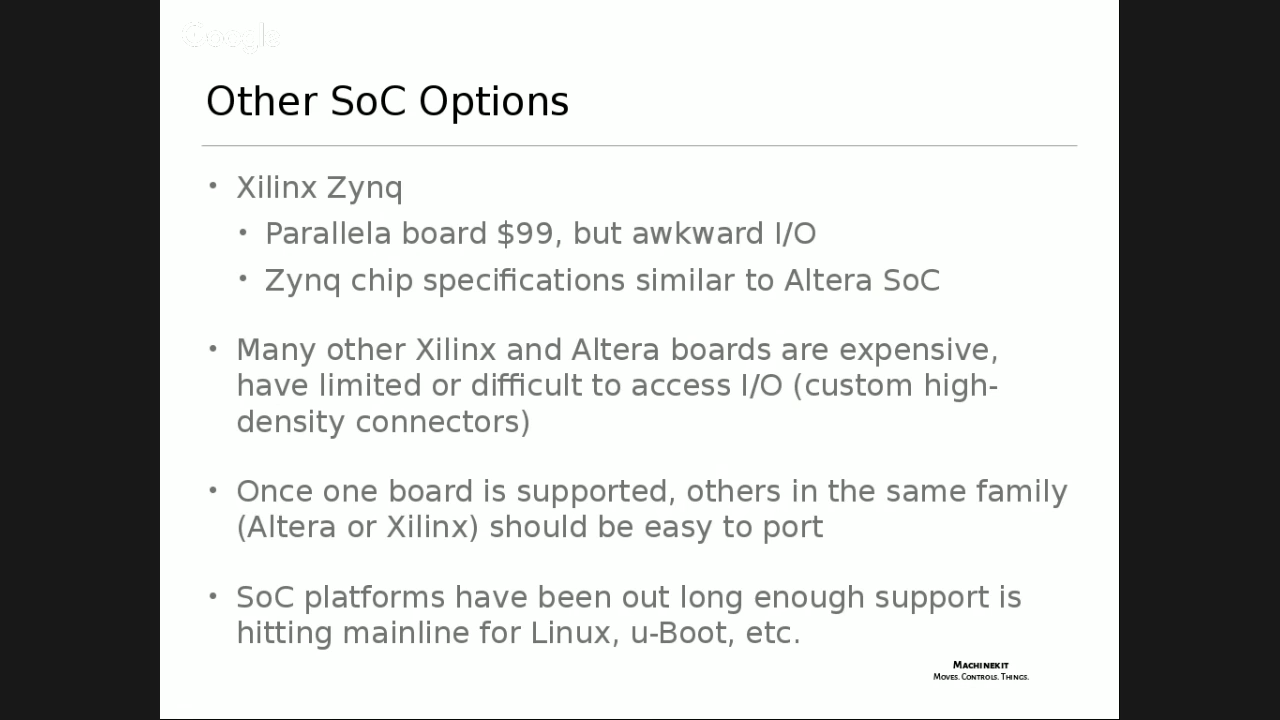 Google
Other SoC Options
• Xilinx Zynq
• Parallela board $99, but awkward I/O
• Zynq chip specifications similar to Altera SoC
• Many other Xilinx and Altera boards are expensive,
have limited or difficult to access I/O (custom high-
density connectors)
• Once one board is supported, others in the same family
(Altera or Xilinx) should be easy to port
• SoC platforms have been out long enough support is
hitting mainline for Linux, u-Boot, etc.
MACHINEKIT
MOVES. CONTROLS. THINGS.